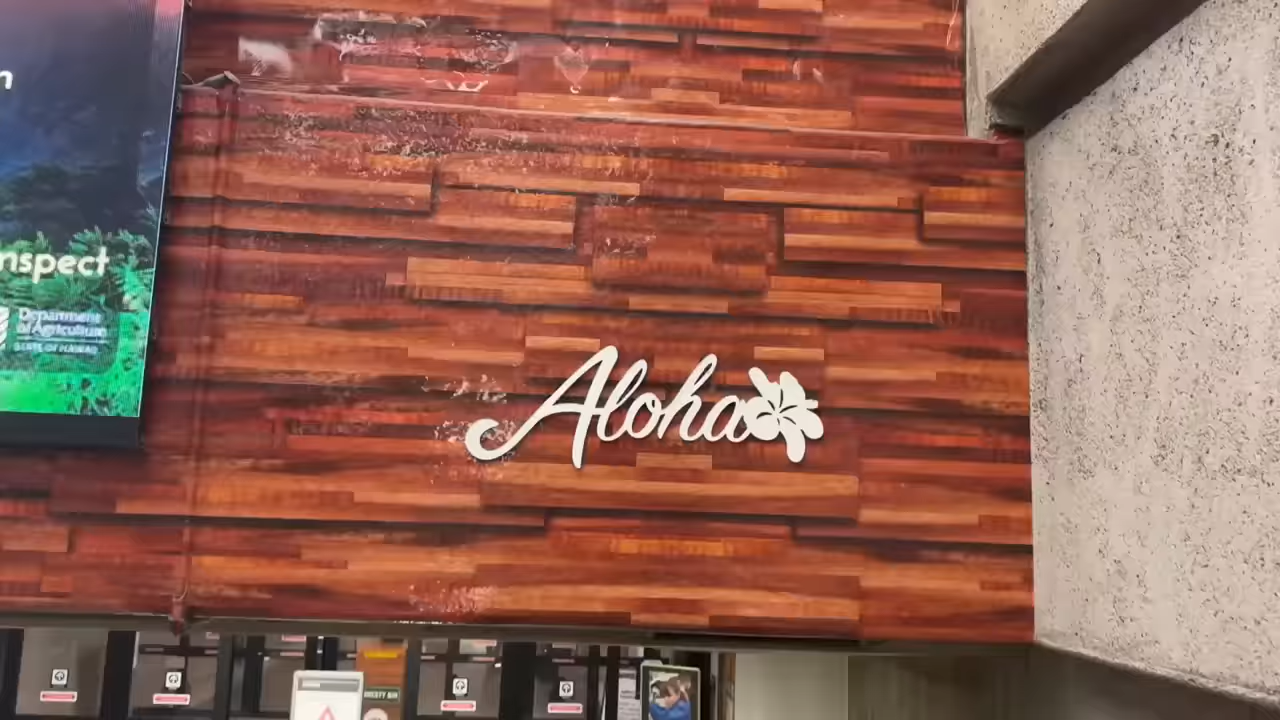 nspect
Department
of Agriculture
STATE OF HAWAII
Aloha